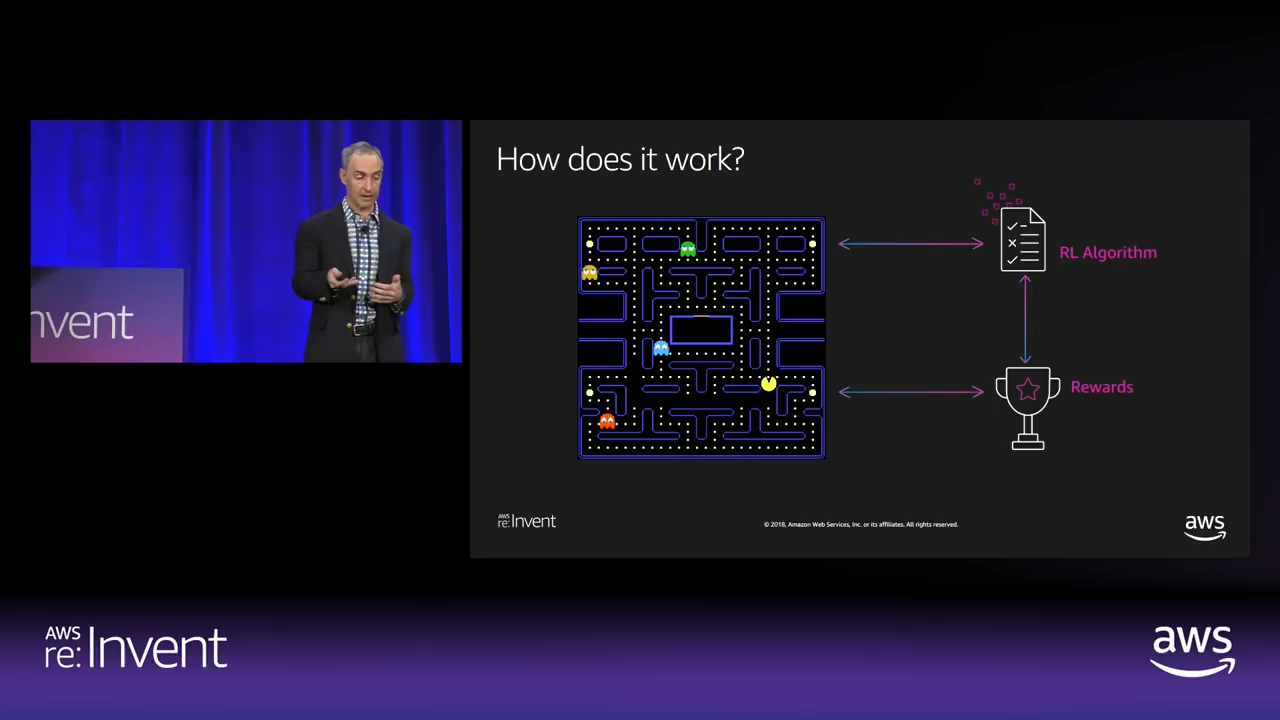 nvent
How does it work?
RL Algorithm
Rewards
AWS
re:Invent
© 2018, Amazon Web Services, Inc. or its affiliates. All rights reserved.
aws
AWS
re:Invent
aws